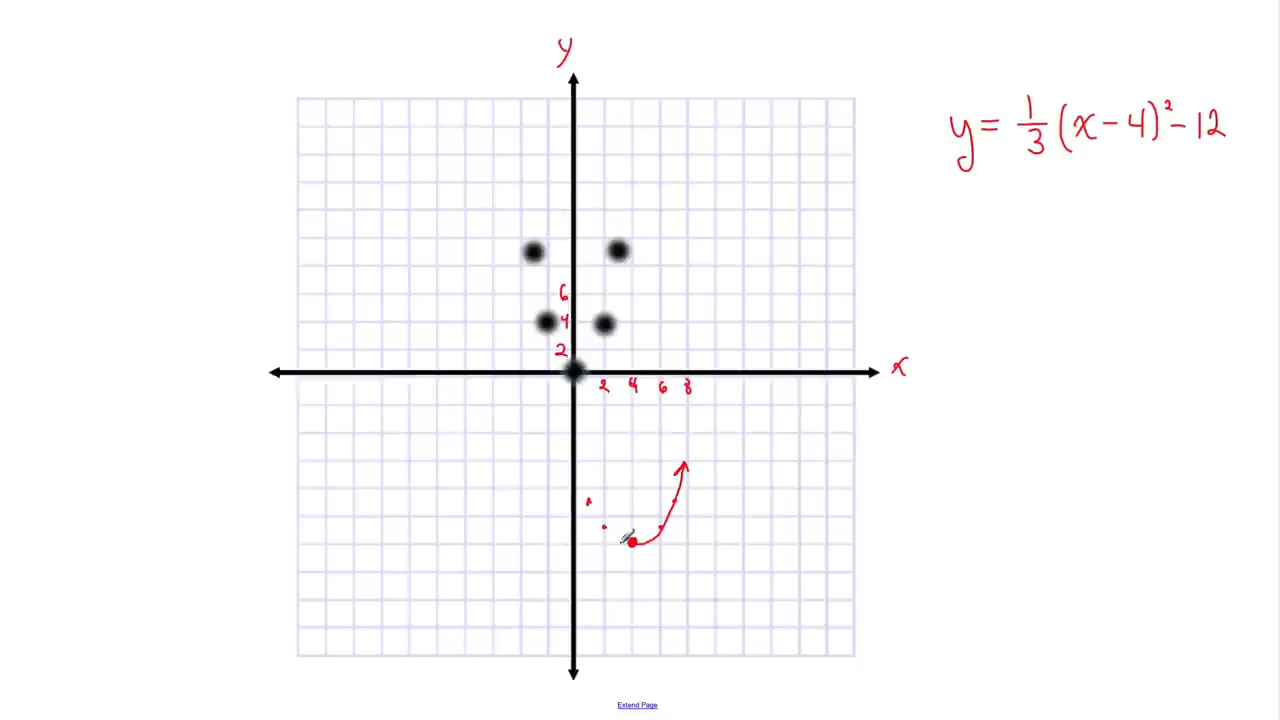 y
y = 1/3 (x - 4)² - 12
6
4
2
x
2 4 6 8
Extend Page